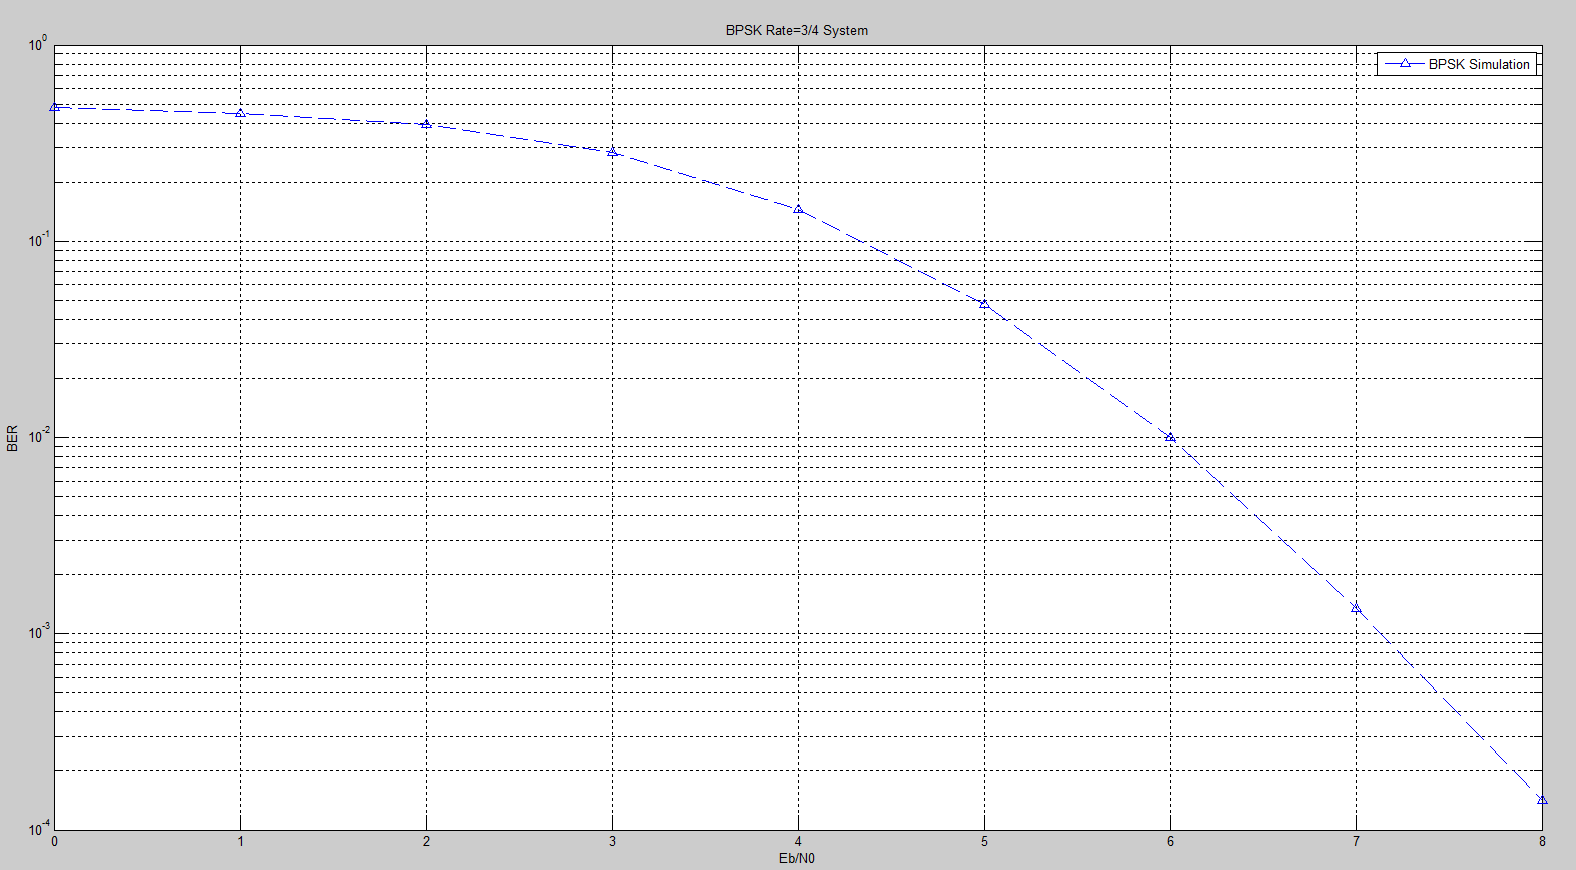 BPSK Rate=3/4 System
BPSK Simulation
10^0
10^-1
10^-2
10^-3
10^-4
BER
0 1 2 3 4 5 6 7 8
Eb/N0